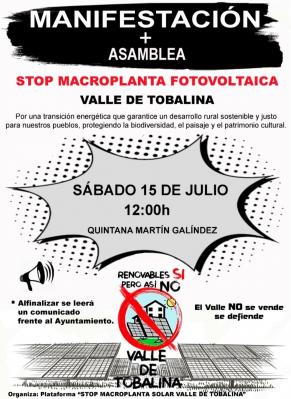 MANIFESTACIÓN
+
ASAMBLEA
STOP MACROPLANTA FOTOVOLTAICA
VALLE DE TOBALINA
Por una transición energética que garantice un desarrollo rural sostenible y justo
para nuestros pueblos, protegiendo la biodiversidad, el paisaje y el patrimonio cultural.
SÁBADO 15 DE JULIO
12:00h
QUINTANA MARTÍN GALÍNDEZ
RENOVABLES SI
PERO ASÍ NO
* Alfinalizar se leerá
un comunicado
frente al Ayuntamiento.
El Valle NO se vende
se defiende
VALLE
DE
TOBALINA
Organiza: Plataforma "STOP MACROPLANTA SOLAR VALLE DE TOBALINA"